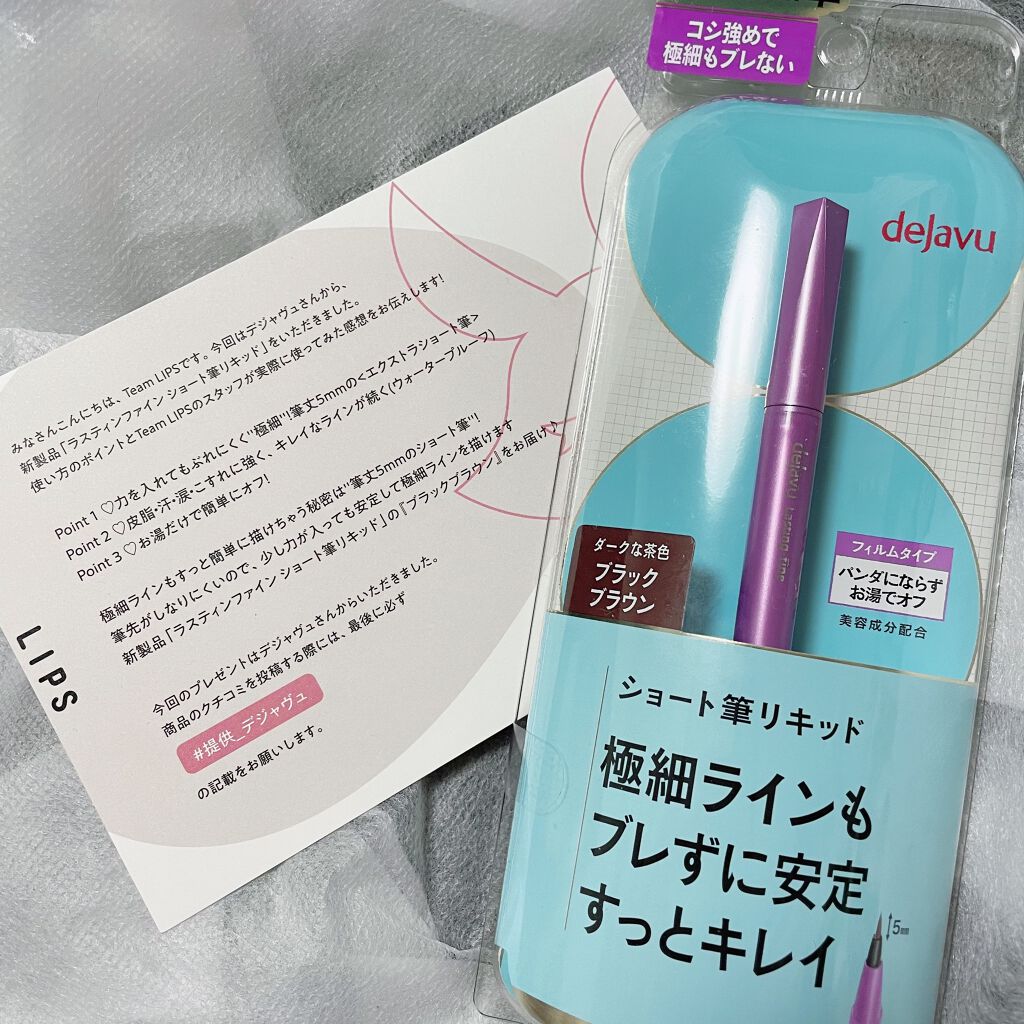 みなさんこんにちは、Team LIPSです。今回はデジャヴュさんから、
新製品「ラスティンファイン ショート筆リキッド」をいただきました。
使い方のポイントとTeam LIPSのスタッフが実際に使ってみた感想をお伝えします!
Point 1 ♡力を入れてもぶれにくく"極細"!筆丈5mmの<エクストラショート筆>
Point 2 ♡皮脂・汗・涙・こすれに強く、キレイなラインが続く(ウォータープルーフ)
Point 3 ♡お湯だけで簡単にオフ!
極細ラインもすっと簡単に描けちゃう秘密は"筆丈5mmのショート筆"!
筆先がしなりにくいので、少し力が入っても安定して極細ラインを描けます
新製品「ラスティンファイン ショート筆リキッド」の『ブラックブラウン』をお届け♪
今回のプレゼントはデジャヴュさんからいただきました。
商品のクチコミを投稿する際には、最後に必ず
#提供_デジャヴュ
の記載をお願いします。
LIPS
コシ強めで
極細もブレない
dejavu
dejavu lasting fine
ダークな茶色
ブラック
ブラウン
フィルムタイプ
パンダにならず
お湯でオフ
美容成分配合
ショート筆リキッド
極細ラインも
ブレずに安定
すっとキレイ
5mm